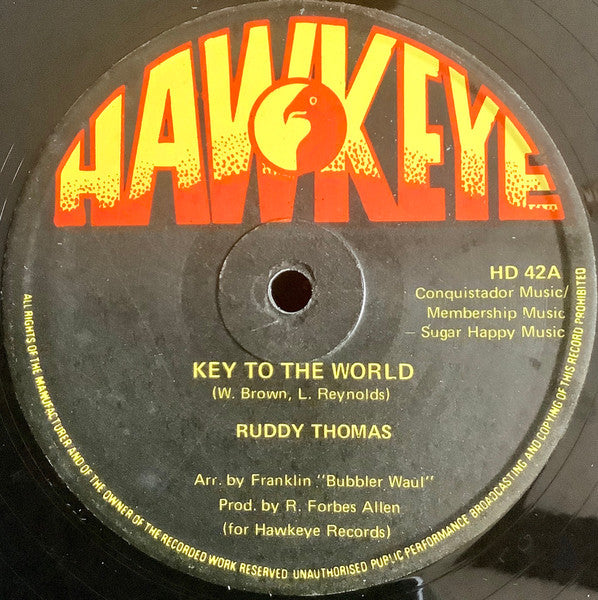 HAWKEYE
HD 42A
Conquistador Music/
Membership Music
Sugar Happy Music
KEY TO THE WORLD
(W. Brown, L. Reynolds)
RUDDY THOMAS
Arr. by Franklin "Bubbler Waul"
Prod. by R. Forbes Allen
(for Hawkeye Records)
ALL RIGHTS OF THE MANUFACTURER AND OF THE OWNER OF THE RECORDED WORK RESERVED UNAUTHORISED PUBLIC PERFORMANCE BROADCASTING AND COPYING OF THIS RECORD PROHIBITED